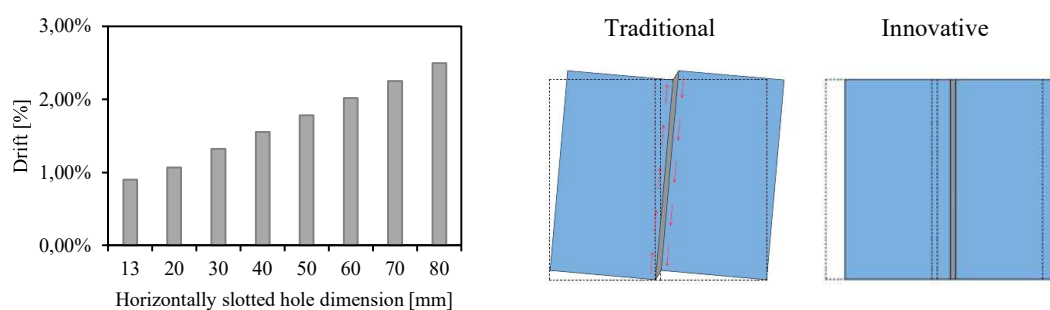 3,00%
2,00%
1,00%
0,00%
Drift [%]
13 20 30 40 50 60 70 80
Horizontally slotted hole dimension [mm]
Traditional
Innovative